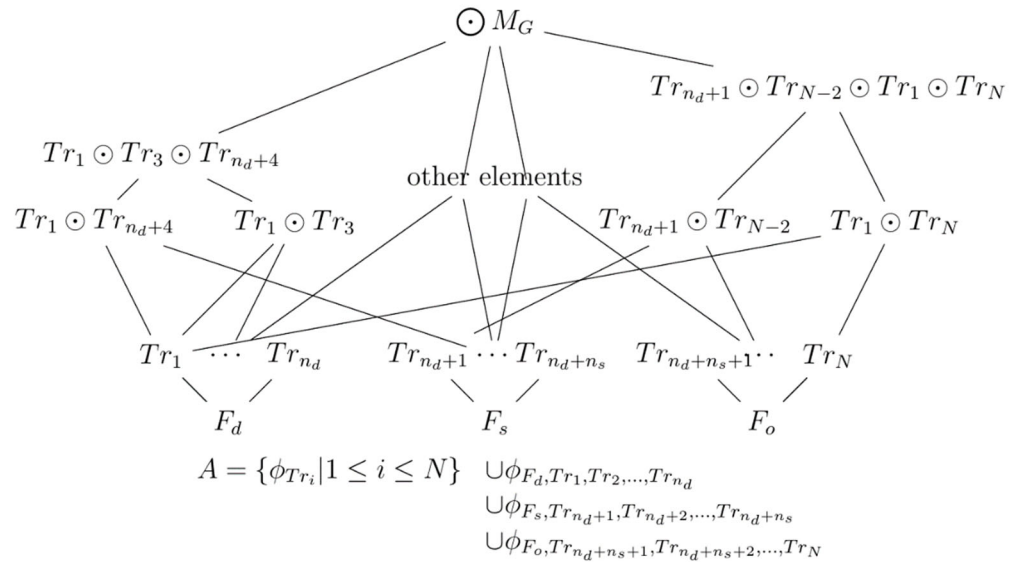 ⨀ M_G
Tr_{n_d+1} ⊙ Tr_{N−2} ⊙ Tr_1 ⊙ Tr_N
Tr_1 ⊙ Tr_3 ⊙ Tr_{n_d+4}
other elements
Tr_1 ⊙ Tr_{n_d+4} Tr_1 ⊙ Tr_3 Tr_{n_d+1} ⊙ Tr_{N−2} Tr_1 ⊙ Tr_N
Tr_1 ⋯ Tr_{n_d} Tr_{n_d+1} ⋯ Tr_{n_d+n_s} Tr_{n_d+n_s+1} ⋯ Tr_N
F_d F_s F_o
A = {ϕ_{Tr_i}|1 ≤ i ≤ N} ∪ϕ_{F_d,Tr_1,Tr_2,...,Tr_{n_d}}
∪ϕ_{F_s,Tr_{n_d+1},Tr_{n_d+2},...,Tr_{n_d+n_s}}
∪ϕ_{F_o,Tr_{n_d+n_s+1},Tr_{n_d+n_s+2},...,Tr_N}